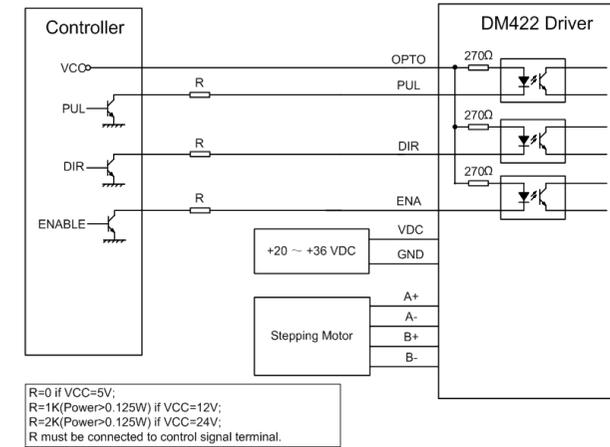 Controller
DM422 Driver
VCC
OPTO
270Ω
PUL
R
PUL
270Ω
DIR
R
DIR
270Ω
ENABLE
R
ENA
+20 ～ +36 VDC
VDC
GND
Stepping Motor
A+
A-
B+
B-
R=0 if VCC=5V;
R=1K(Power>0.125W) if VCC=12V;
R=2K(Power>0.125W) if VCC=24V;
R must be connected to control signal terminal.